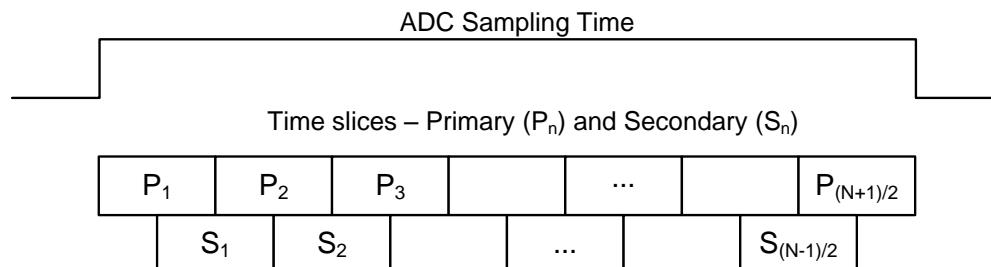 ADC Sampling Time
Time slices – Primary (Pₙ) and Secondary (Sₙ)
P₁ P₂ P₃ ... P₍N+1₎/₂
S₁ S₂ ... S₍N-1₎/₂